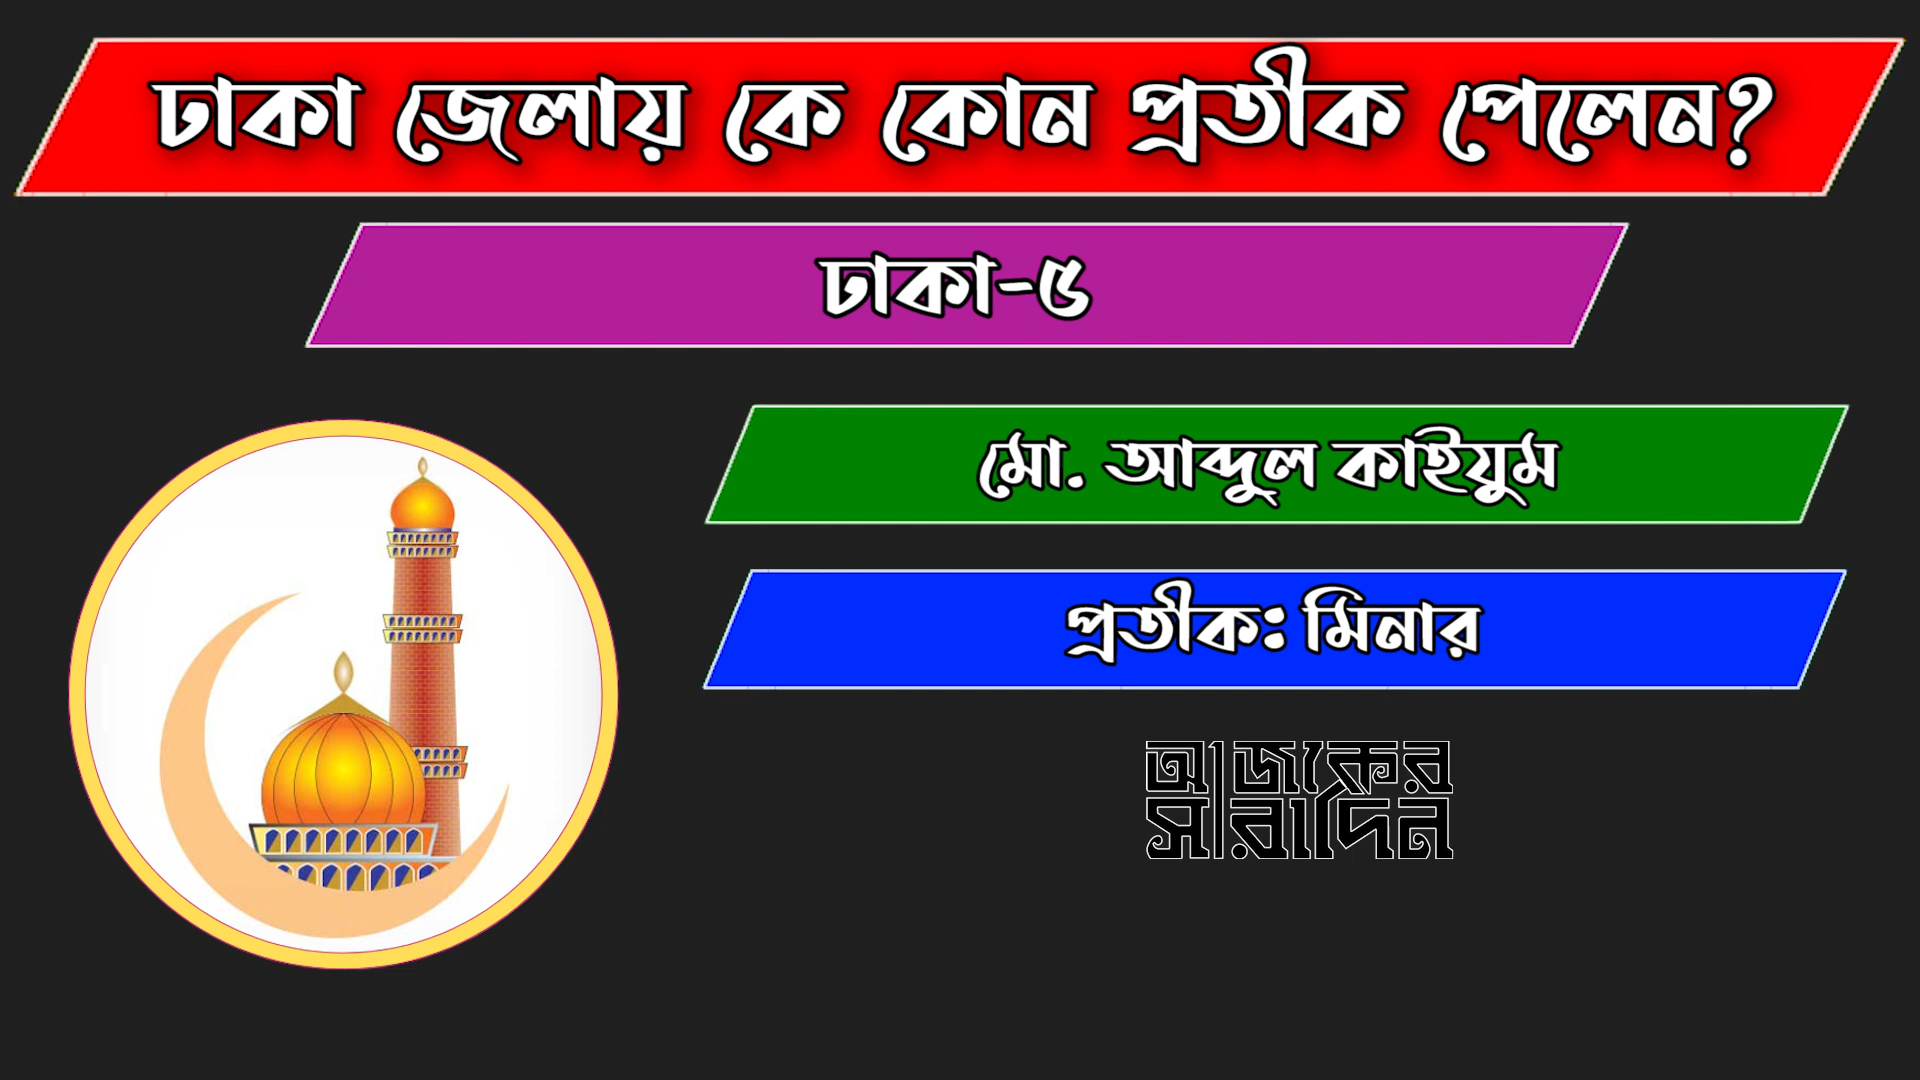 ঢাকা জেলায় কে কোন প্রতীক পেলেন?
ঢাকা-৫
মো. আব্দুল কাইয়ুম
প্রতীক: মিনার
আজকের
সারাদিন